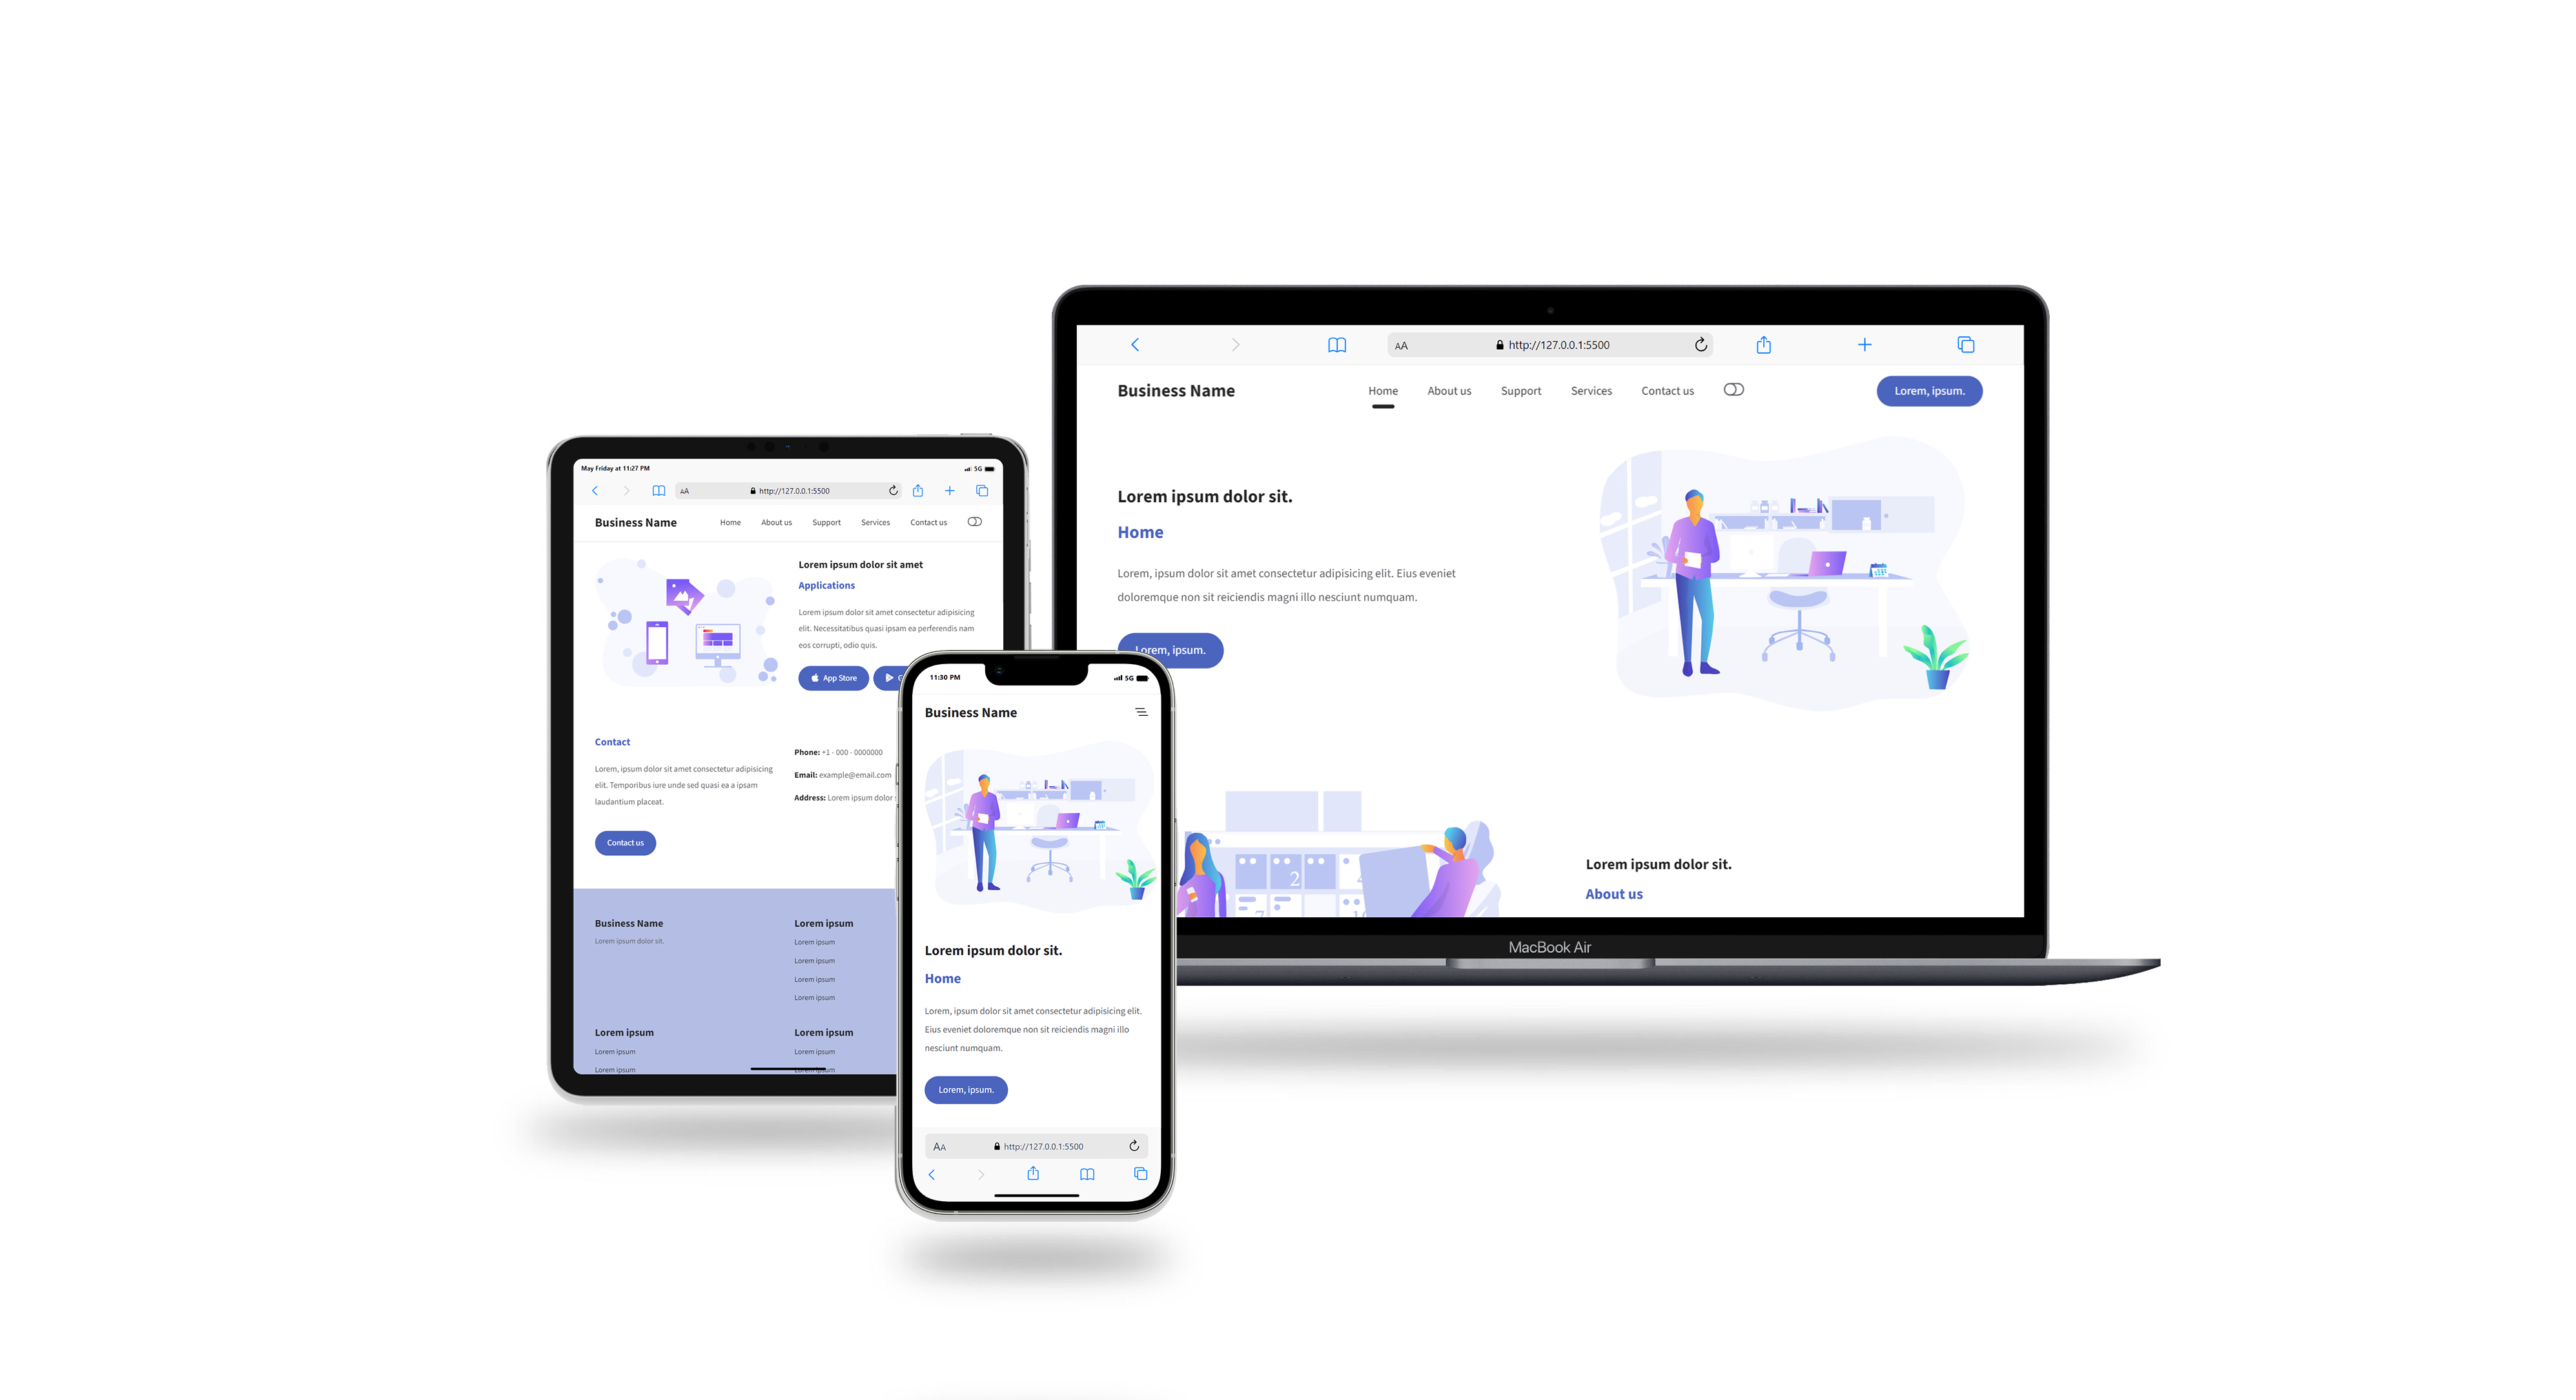 May Friday at 11:27 PM
5G
AA
http://127.0.0.1:5500
Business Name
Home
About us
Support
Services
Contact us
Lorem ipsum dolor sit amet
Applications
Lorem ipsum dolor sit amet consectetur adipisicing
elit. Necessitatibus quasi ipsam ea perferendis nam
eos corrupti, odio quis.
App Store
G
Contact
Lorem, ipsum dolor sit amet consectetur adipisicing
elit. Temporibus iure unde sed quasi ea a ipsam
laudantium placeat.
Contact us
Phone: +1 - 000 - 0000000
Email: example@email.com
Address: Lorem ipsum dolor
Business Name
Lorem ipsum dolor sit.
Lorem ipsum
Lorem ipsum
Lorem ipsum
Lorem ipsum
Lorem ipsum
Lorem ipsum
Lorem ipsum
Lorem ipsum
Lorem ipsum
Lorem ipsum
Lorem ipsum
11:30 PM
5G
Business Name
Lorem ipsum dolor sit.
Home
Lorem, ipsum dolor sit amet consectetur adipisicing elit.
Eius eveniet doloremque non sit reiciendis magni illo
nesciunt numquam.
Lorem, ipsum.
AA
http://127.0.0.1:5500
AA
http://127.0.0.1:5500
Business Name
Home
About us
Support
Services
Contact us
Lorem, ipsum.
Lorem ipsum dolor sit.
Home
Lorem, ipsum dolor sit amet consectetur adipisicing elit. Eius eveniet
doloremque non sit reiciendis magni illo nesciunt numquam.
Lorem, ipsum.
2
7
Lorem ipsum dolor sit.
About us
MacBook Air